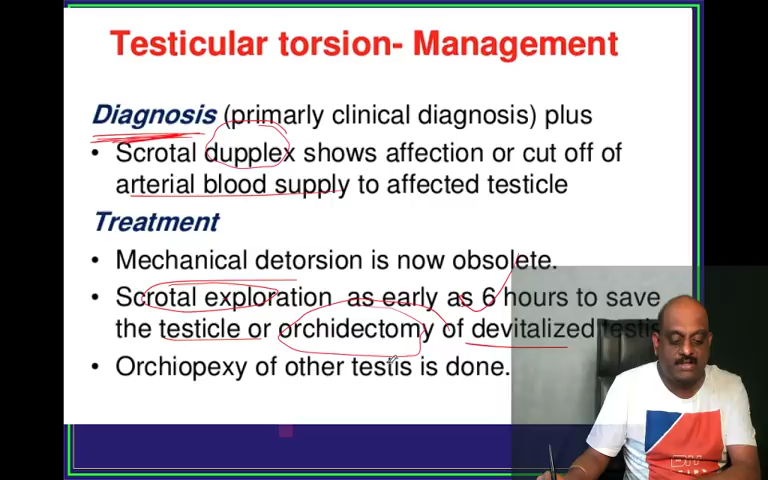 Testicular torsion- Management
Diagnosis (primarly clinical diagnosis) plus
• Scrotal dupplex shows affection or cut off of
arterial blood supply to affected testicle
Treatment
• Mechanical detorsion is now obsolete.
• Scrotal exploration as early as 6 hours to save
the testicle or orchidectomy of devitalized testis
• Orchiopexy of other testis is done.